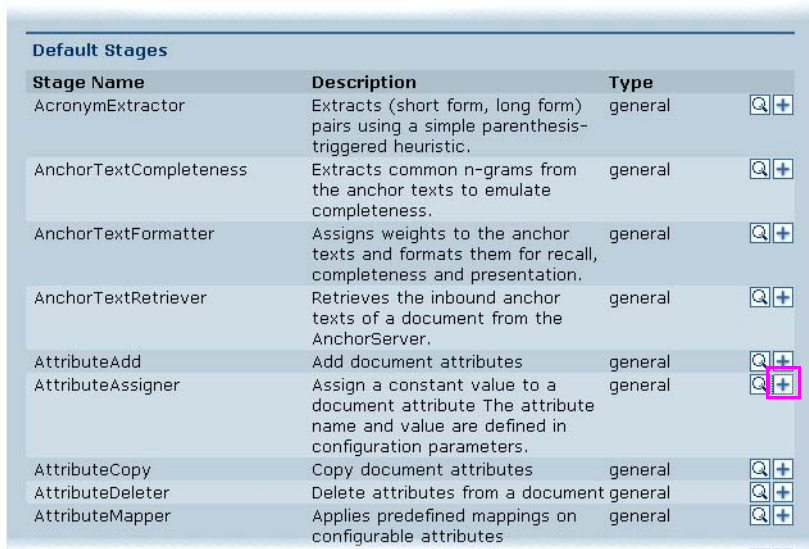 Default Stages
Stage Name Description Type
AcronymExtractor Extracts (short form, long form) general
pairs using a simple parenthesis-
triggered heuristic.
AnchorTextCompleteness Extracts common n-grams from general
the anchor texts to emulate
completeness.
AnchorTextFormatter Assigns weights to the anchor general
texts and formats them for recall,
completeness and presentation.
AnchorTextRetriever Retrieves the inbound anchor general
texts of a document from the
AnchorServer.
AttributeAdd Add document attributes general
AttributeAssigner Assign a constant value to a general
document attribute The attribute
name and value are defined in
configuration parameters.
AttributeCopy Copy document attributes general
AttributeDeleter Delete attributes from a document general
AttributeMapper Applies predefined mappings on general
configurable attributes